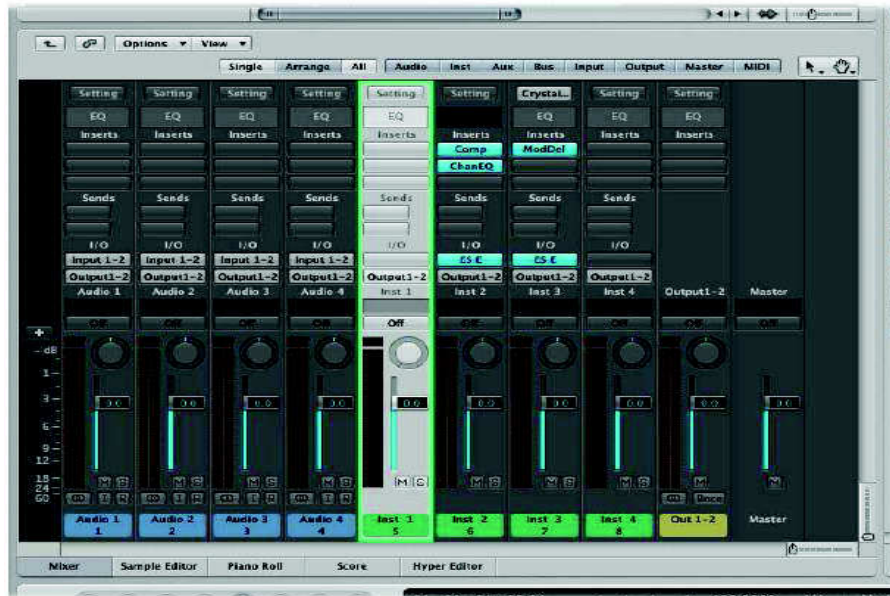 Options View
Single Arrange All Audio Inst Aux Bus Input Output Master MIDI
Setting Setting Setting Setting Setting Setting Crystal... Setting Setting
EQ EQ EQ EQ EQ EQ EQ EQ
Inserts Inserts Inserts Inserts Inserts Inserts Inserts Inserts Inserts
Comp ModDel
ChanEQ
Sends Sends Sends Sends Sends Sends Sends Sends
I/O I/O I/O I/O I/O I/O I/O I/O
Input 1-2 Input 1-2 Input 1-2 Input 1-2 ES E ES E
Output1-2 Output1-2 Output1-2 Output1-2 Output1-2 Output1-2 Output1-2 Output1-2
Audio 1 Audio 2 Audio 3 Audio 4 Inst 1 Inst 2 Inst 3 Inst 4 Output1-2 Master
Off Off Off Off Off Off Off Off Off Off
+
- dB
1 -
3 - 0.0 0.0 0.0 0.0 0.0 0.0 0.0 0.0 0.0 0.0
6 -
9 -
12 -
18 - M S M S M S M S M S M S M S M S M
24
60 I R I R I R I R Bnce
Audio 1 Audio 2 Audio 3 Audio 4 Inst 1 Inst 2 Inst 3 Inst 4 Out 1-2 Master
1 2 3 4 5 6 7 8
Mixer Sample Editor Piano Roll Score Hyper Editor